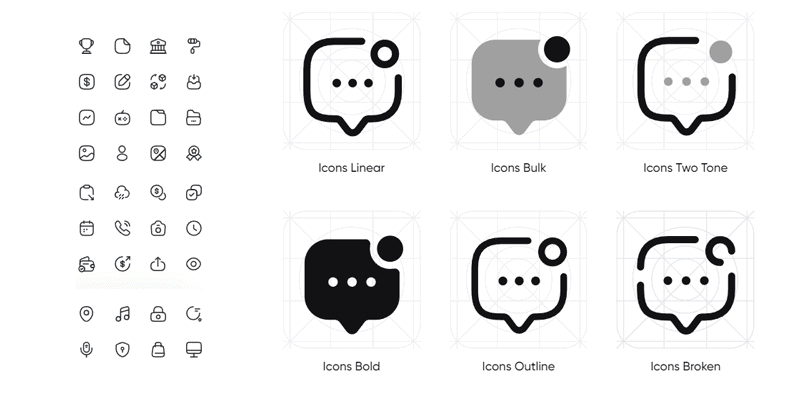 Icons Linear
Icons Bulk
Icons Two Tone
Icons Bold
Icons Outline
Icons Broken